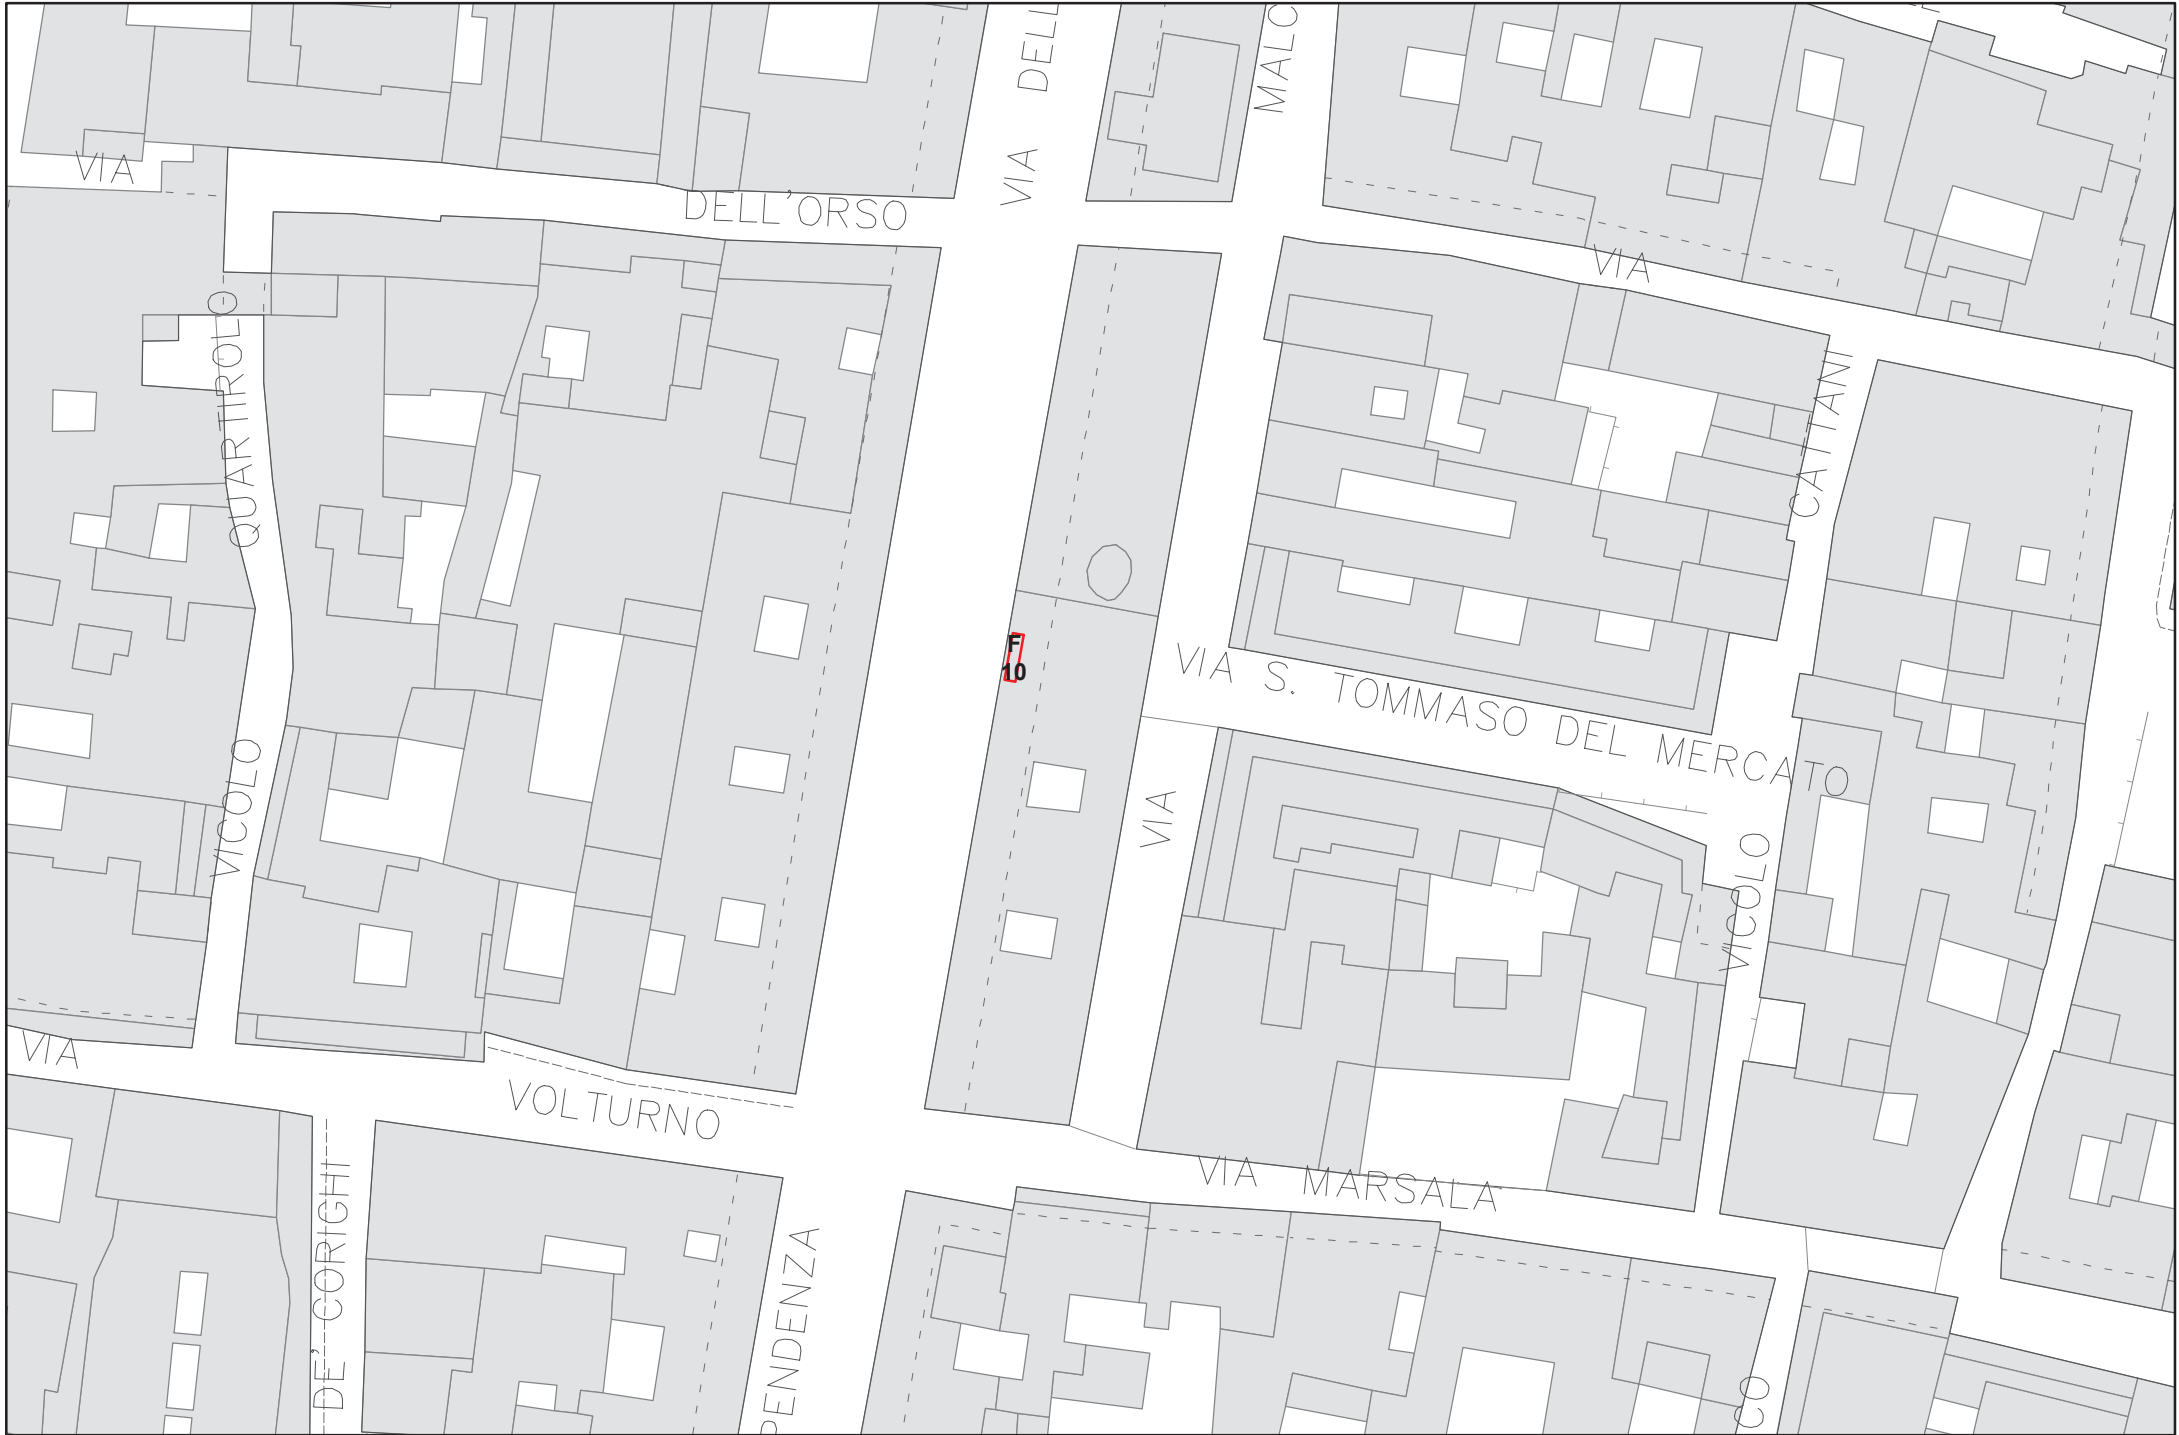 VIA DELL
MALC
VIA
DELL'ORSO
VIA
VICOLO QUARTIROLO
CATTANI
F
10
VIA S. TOMMASO DEL MERCATO
VIA
VICOLO
VIA
VOLTURNO
VIA MARSALA
DE' CORIGHI
PENDENZA
CO